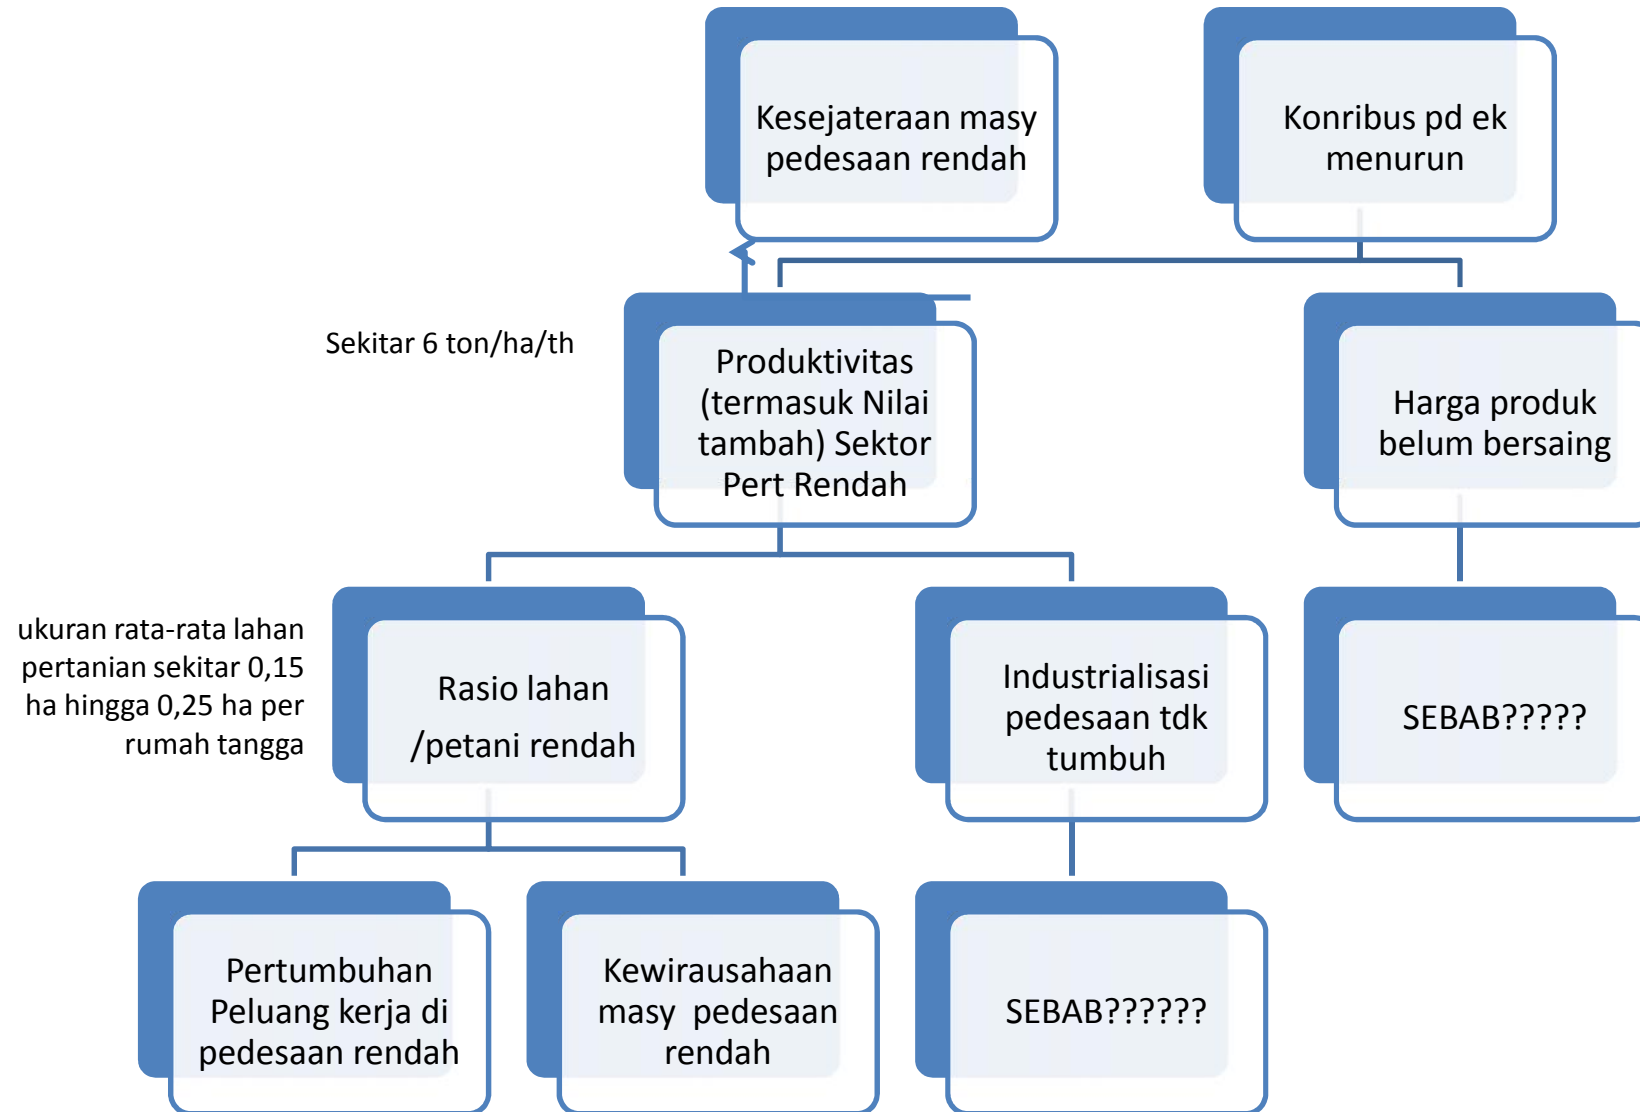 Kesejateraan masy
pedesaan rendah
Konribus pd ek
menurun
Sekitar 6 ton/ha/th
Produktivitas
(termasuk Nilai
tambah) Sektor
Pert Rendah
Harga produk
belum bersaing
ukuran rata-rata lahan
pertanian sekitar 0,15
ha hingga 0,25 ha per
rumah tangga
Rasio lahan
/petani rendah
Industrialisasi
pedesaan tdk
tumbuh
SEBAB?????
Pertumbuhan
Peluang kerja di
pedesaan rendah
Kewirausahaan
masy pedesaan
rendah
SEBAB??????